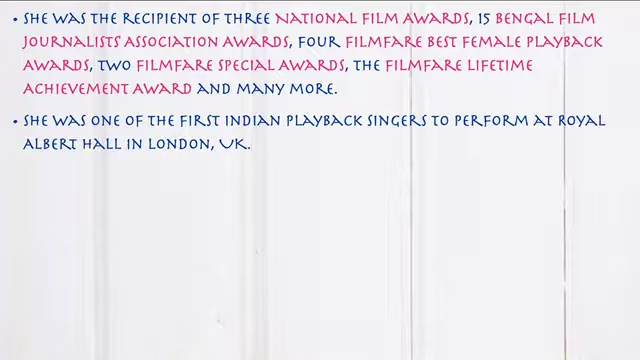 • She was the recipient of three National Film Awards, 15 Bengal Film
Journalists' Association Awards, four Filmfare Best Female Playback
Awards, two Filmfare Special Awards, the Filmfare Lifetime
Achievement Award and many more.
• She was one of the first Indian playback singers to perform at Royal
Albert Hall in London, UK.